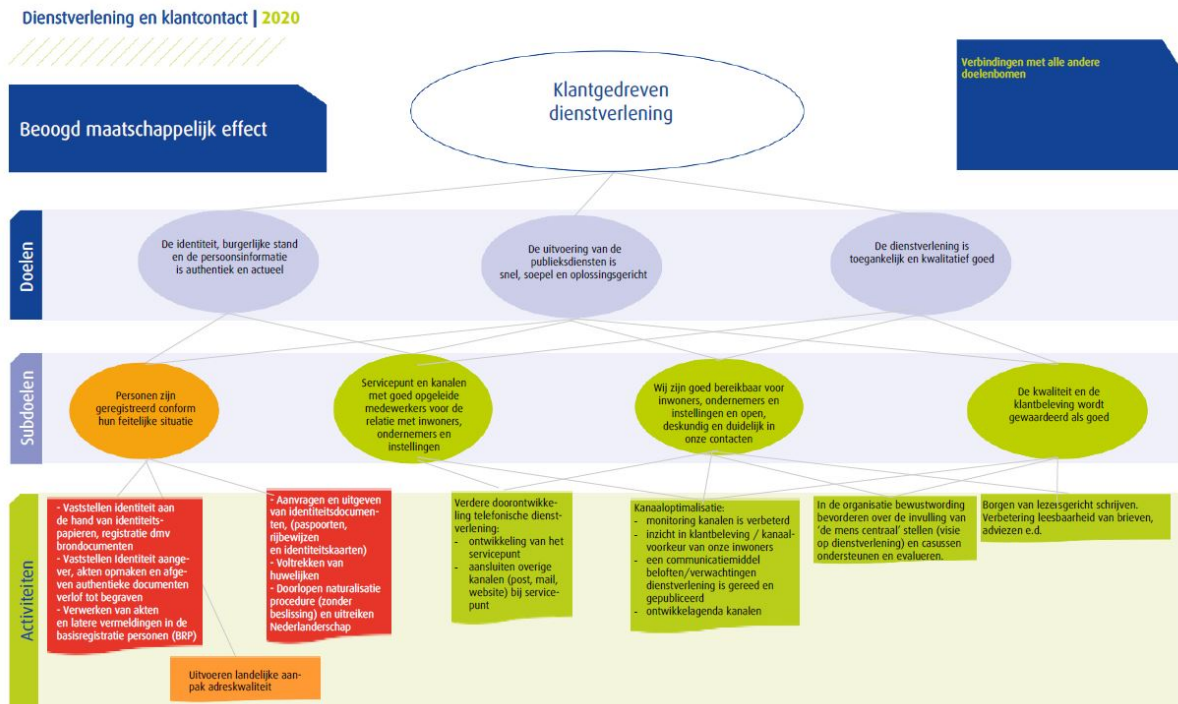 Dienstverlening en klantcontact | 2020
Beoogd maatschappelijk effect
Klantgedreven
dienstverlening
Verbindingen met alle andere
doelenbomen
Doelen
De identiteit, burgerlijke stand
en de persoonsinformatie
is authentiek en actueel
De uitvoering van de
publieksdiensten is
snel, soepel en oplossingsgericht
De dienstverlening is
toegankelijk en kwalitatief goed
Subdoelen
Personen zijn
geregistreerd conform
hun feitelijke situatie
Servicepunt en kanalen
met goed opgeleide
medewerkers voor de
relatie met inwoners,
ondernemers en
instellingen
Wij zijn goed bereikbaar voor
inwoners, ondernemers en
instellingen en open,
deskundig en duidelijk in
onze contacten
De kwaliteit en de
klantbeleving wordt
gewaardeerd als goed
Activiteiten
- Vaststellen identiteit aan
de hand van identiteits-
papieren, registratie dmv
brondocumenten
- Vaststellen Identiteit aange-
ver, akten opmaken en afge-
ven authentieke documenten
verlof tot begraven
- Verwerken van akten
en latere vermeldingen in de
basisregistratie personen (BRP)
- Aanvragen en uitgeven
van identiteitsdocumen-
ten, (paspoorten,
rijbewijzen
en identiteitskaarten)
- Voltrekken van
huwelijken
- Doorlopen naturalisatie
procedure (zonder
beslissing) en uitreiken
Nederlanderschap
Uitvoeren landelijke aan-
pak adreskwaliteit
Verdere doorontwikke-
ling telefonische dienst-
verlening:
- ontwikkeling van het
servicepunt
- aansluiten overige
kanalen (post, mail,
website) bij service-
punt
Kanaaloptimalisatie:
- monitoring kanalen is verbeterd
- inzicht in klantbeleving / kanaal-
voorkeur van onze inwoners
- een communicatiemiddel
beloften/verwachtingen
dienstverlening is gereed en
gepubliceerd
- ontwikkelagenda kanalen
In de organisatie bewustwording
bevorderen over de invulling van
'de mens centraal' stellen (visie
op dienstverlening) en casussen
ondersteunen en evalueren.
Borgen van lezersgericht schrijven.
Verbetering leesbaarheid van brieven,
adviezen e.d.